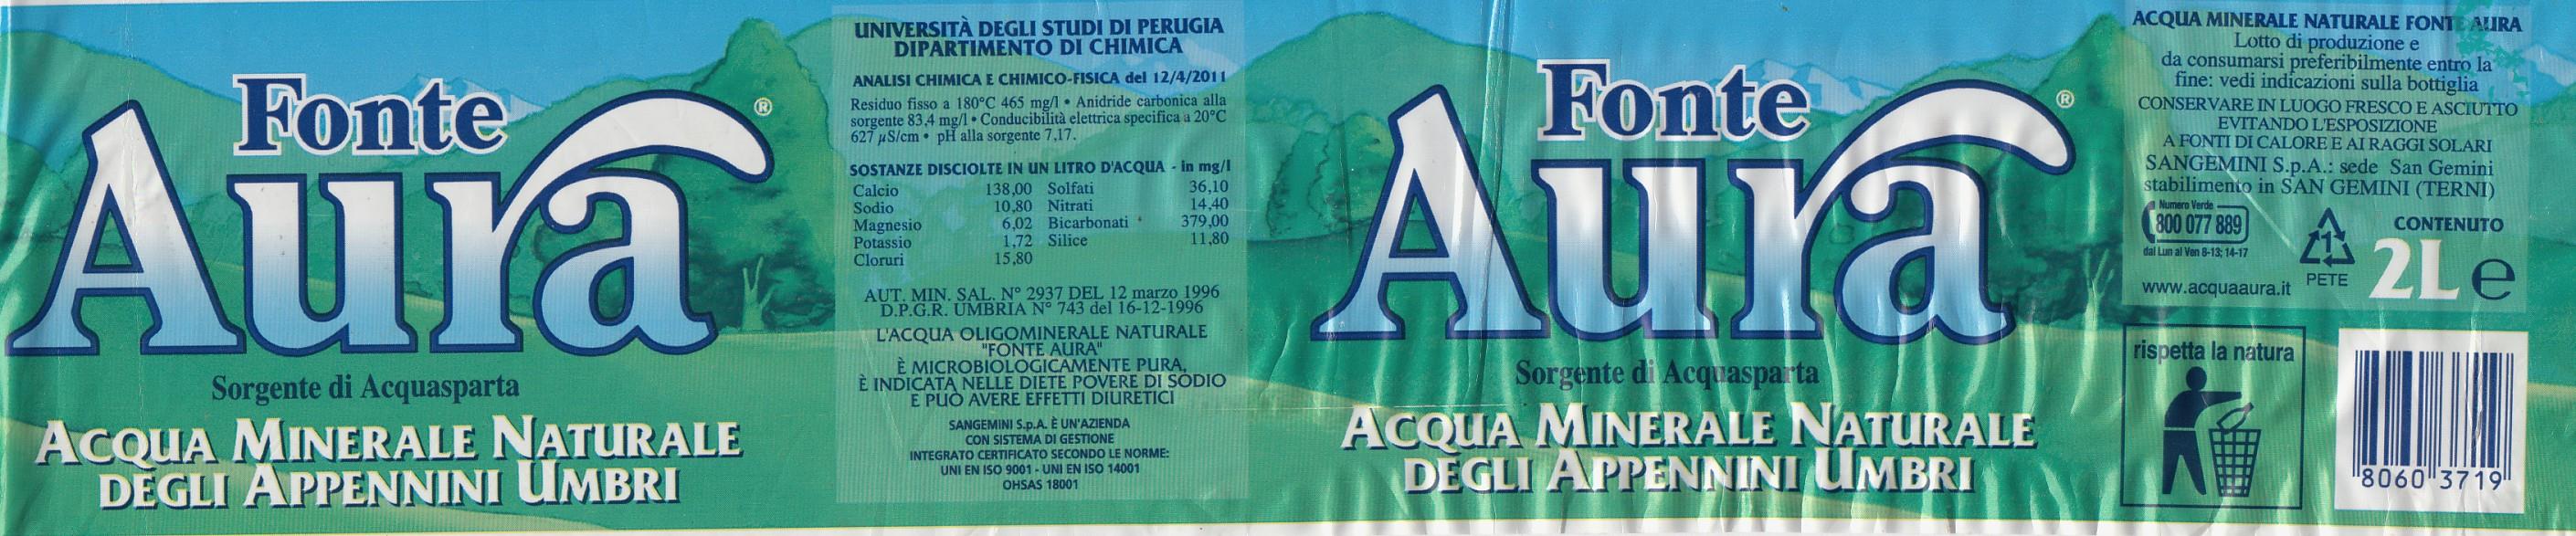 Fonte
Aura®
Sorgente di Acquasparta
ACQUA MINERALE NATURALE
DEGLI APPENNINI UMBRI
UNIVERSITÀ DEGLI STUDI DI PERUGIA
DIPARTIMENTO DI CHIMICA
ANALISI CHIMICA E CHIMICO-FISICA del 12/4/2011
Residuo fisso a 180°C 465 mg/l • Anidride carbonica alla
sorgente 83,4 mg/l • Conducibilità elettrica specifica a 20°C
627 µS/cm • pH alla sorgente 7,17.
SOSTANZE DISCIOLTE IN UN LITRO D'ACQUA - in mg/l
Calcio 138,00 Solfati 36,10
Sodio 10,80 Nitrati 14,40
Magnesio 6,02 Bicarbonati 379,00
Potassio 1,72 Silice 11,80
Cloruri 15,80
AUT. MIN. SAL. N° 2937 DEL 12 marzo 1996
D.P.G.R. UMBRIA N° 743 del 16-12-1996
L'ACQUA OLIGOMINERALE NATURALE
"FONTE AURA"
È MICROBIOLOGICAMENTE PURA,
È INDICATA NELLE DIETE POVERE DI SODIO
E PUÒ AVERE EFFETTI DIURETICI
SANGEMINI S.p.A. È UN'AZIENDA
CON SISTEMA DI GESTIONE
INTEGRATO CERTIFICATO SECONDO LE NORME:
UNI EN ISO 9001 - UNI EN ISO 14001
OHSAS 18001
Fonte
Aura®
Sorgente di Acquasparta
ACQUA MINERALE NATURALE
DEGLI APPENNINI UMBRI
ACQUA MINERALE NATURALE FONTE AURA
Lotto di produzione e
da consumarsi preferibilmente entro la
fine: vedi indicazioni sulla bottiglia
CONSERVARE IN LUOGO FRESCO E ASCIUTTO
EVITANDO L'ESPOSIZIONE
A FONTI DI CALORE E AI RAGGI SOLARI
SANGEMINI S.p.A.: sede San Gemini
stabilimento in SAN GEMINI (TERNI)
Numero Verde
800 077 889
dal Lun al Ven 8-13; 14-17
www.acquaaura.it
1
PETE
CONTENUTO
2L e
rispetta la natura
8060 3719